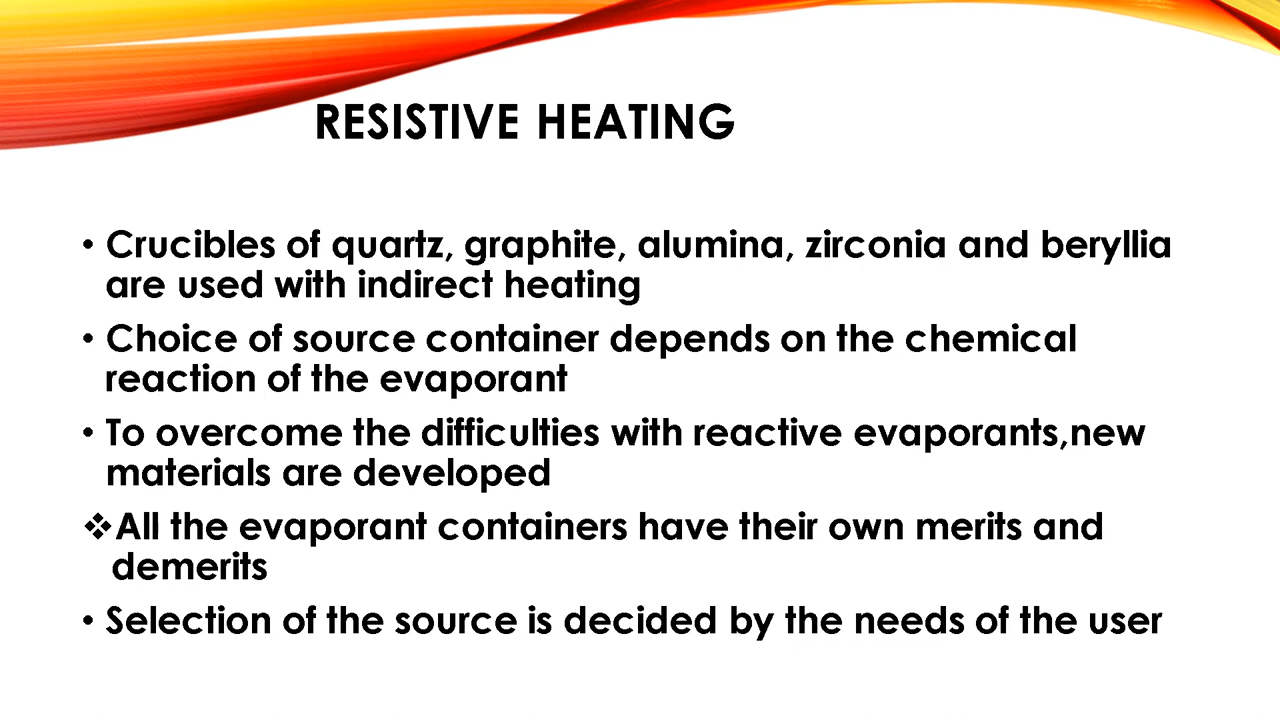 RESISTIVE HEATING
• Crucibles of quartz, graphite, alumina, zirconia and beryllia
are used with indirect heating
• Choice of source container depends on the chemical
reaction of the evaporant
• To overcome the difficulties with reactive evaporants,new
materials are developed
❖All the evaporant containers have their own merits and
demerits
• Selection of the source is decided by the needs of the user